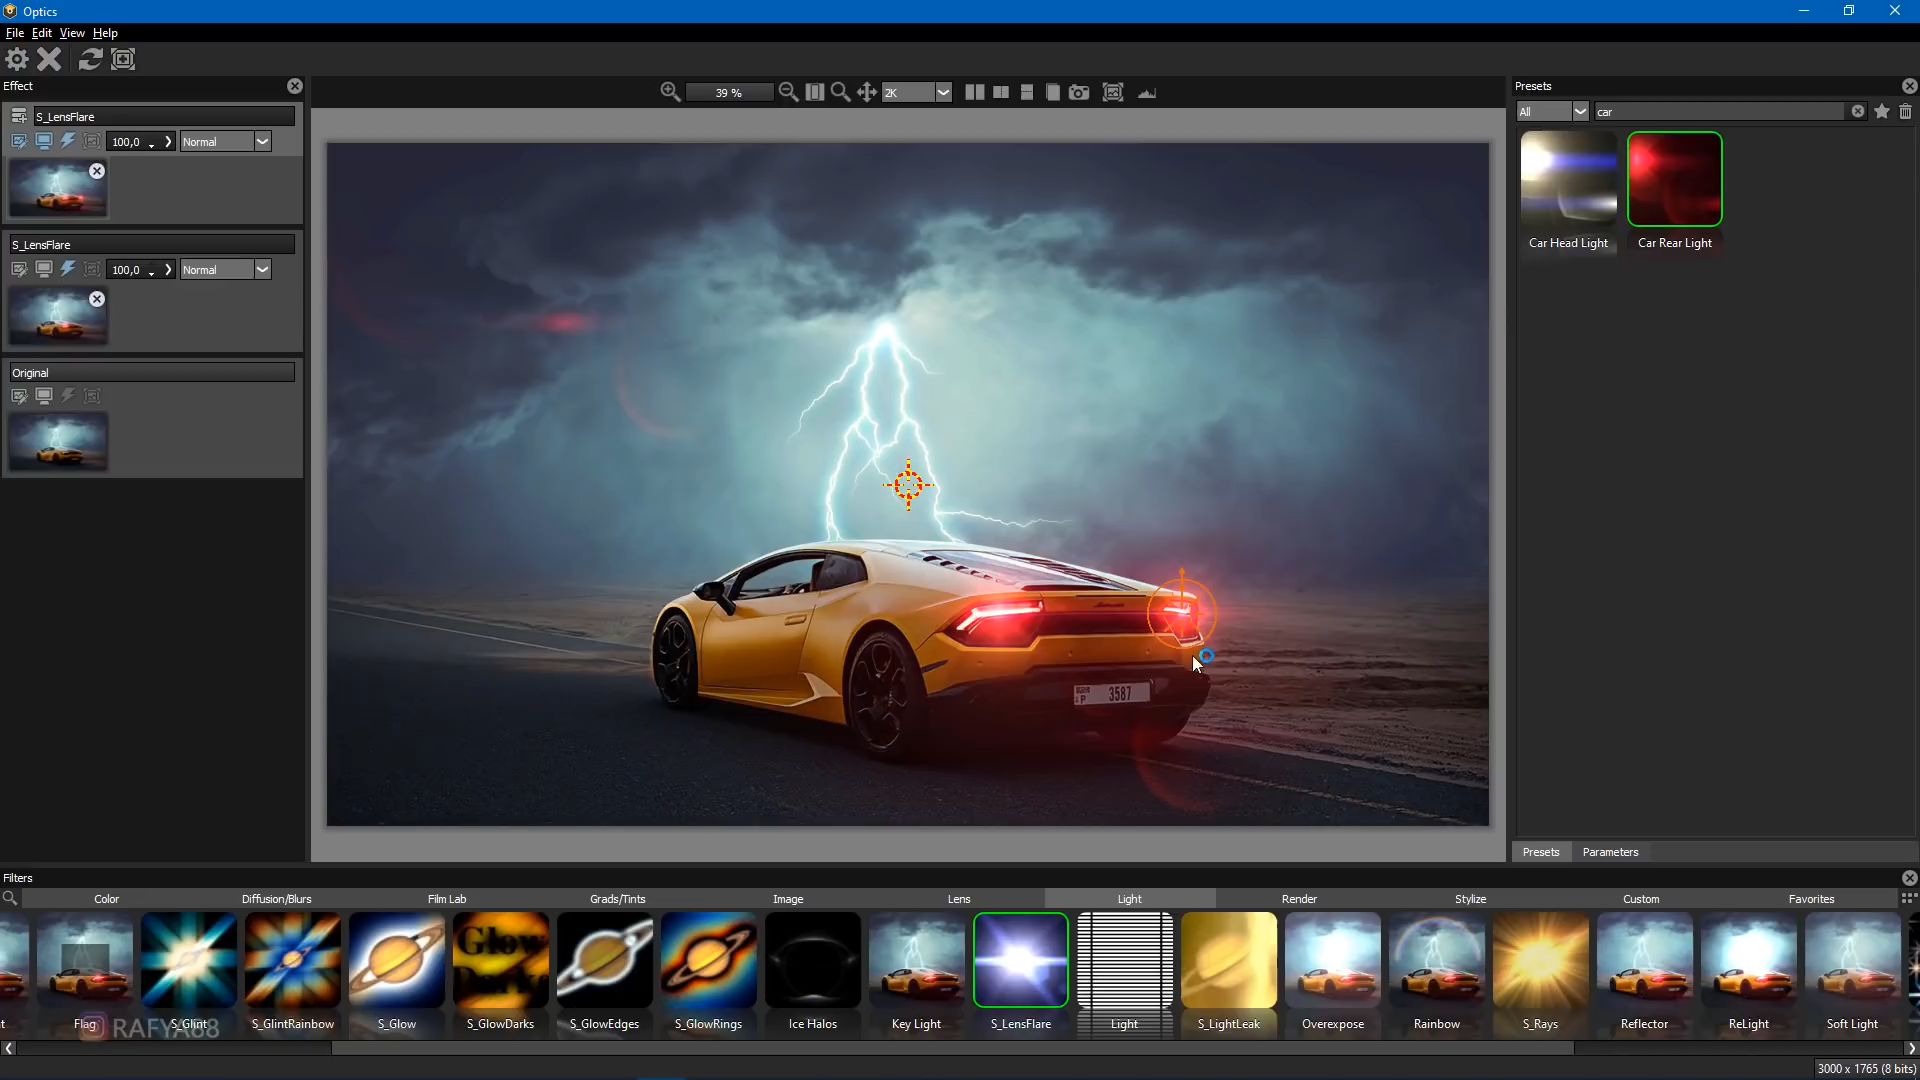 Optics
File Edit View Help
Effect
S_LensFlare
100,0 Normal
S_LensFlare
100,0 Normal
Original
39 % 2K
3587
Presets
All car
Car Head Light Car Rear Light
Presets Parameters
Filters
Color Diffusion/Blurs Film Lab Grads/Tints Image Lens Light Render Stylize Custom Favorites
t Flag S_Glint S_GlintRainbow S_Glow S_GlowDarks S_GlowEdges S_GlowRings Ice Halos Key Light S_LensFlare Light S_LightLeak Overexpose Rainbow S_Rays Reflector ReLight Soft Light
RAFYA88
3000 x 1765 (8 bits)